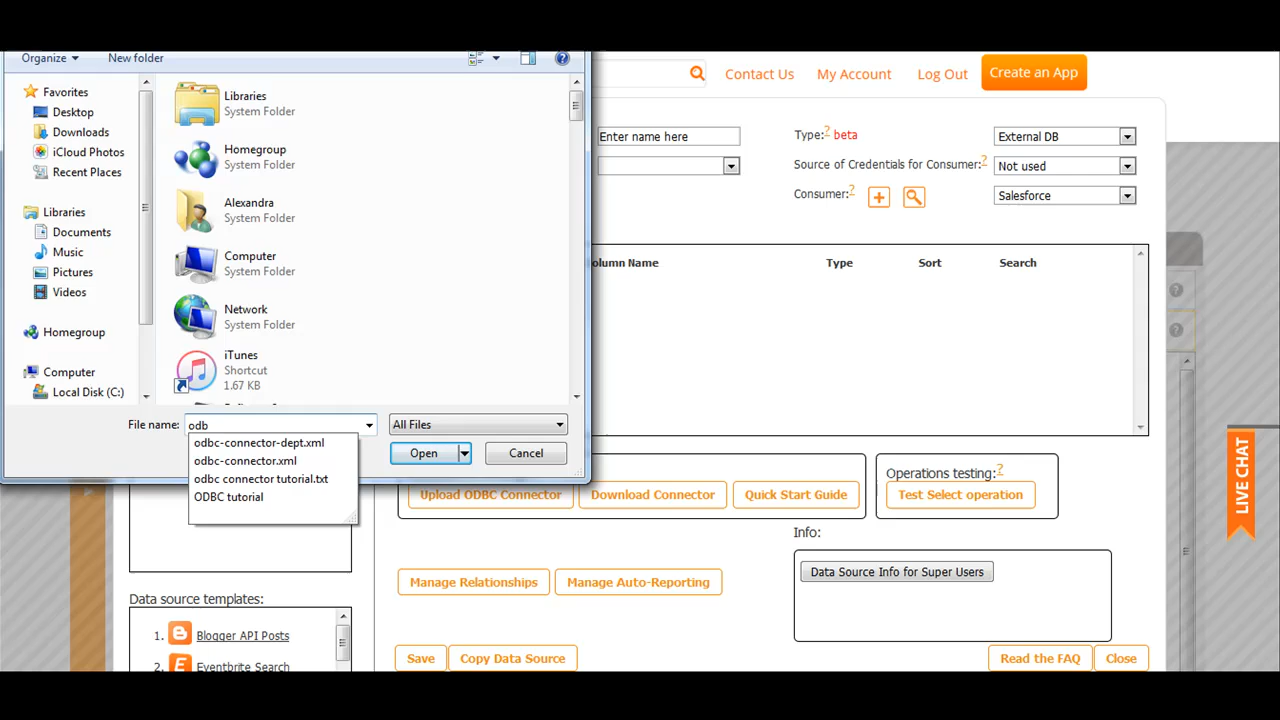 Organize
New folder
Favorites
Desktop
Downloads
iCloud Photos
Recent Places
Libraries
Documents
Music
Pictures
Videos
Homegroup
Computer
Local Disk (C:)
Libraries
System Folder
Homegroup
System Folder
Alexandra
System Folder
Computer
System Folder
Network
System Folder
iTunes
Shortcut
1.67 KB
File name: odb
All Files
odbc-connector-dept.xml
odbc-connector.xml
odbc connector tutorial.txt
ODBC tutorial
Open
Cancel
Contact Us
My Account
Log Out
Create an App
Enter name here
Type:? beta
External DB
Source of Credentials for Consumer:?
Not used
Consumer:?
Salesforce
olumn Name
Type
Sort
Search
Upload ODBC Connector
Download Connector
Quick Start Guide
Operations testing:?
Test Select operation
Info:
Data Source Info for Super Users
Manage Relationships
Manage Auto-Reporting
Data source templates:
1. Blogger API Posts
2. Eventbrite Search
Save
Copy Data Source
Read the FAQ
Close
LIVE CHAT